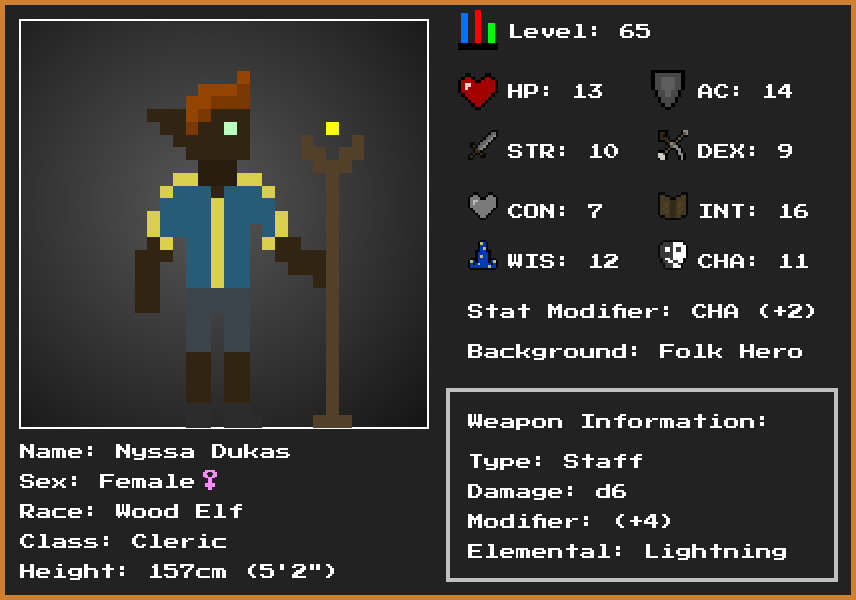 Level: 65
HP: 13
AC: 14
STR: 10
DEX: 9
CON: 7
INT: 16
WIS: 12
CHA: 11
Stat Modifier: CHA (+2)
Background: Folk Hero
Weapon Information:
Type: Staff
Damage: d6
Modifier: (+4)
Elemental: Lightning
Name: Nyssa Dukas
Sex: Female♀
Race: Wood Elf
Class: Cleric
Height: 157cm (5'2")